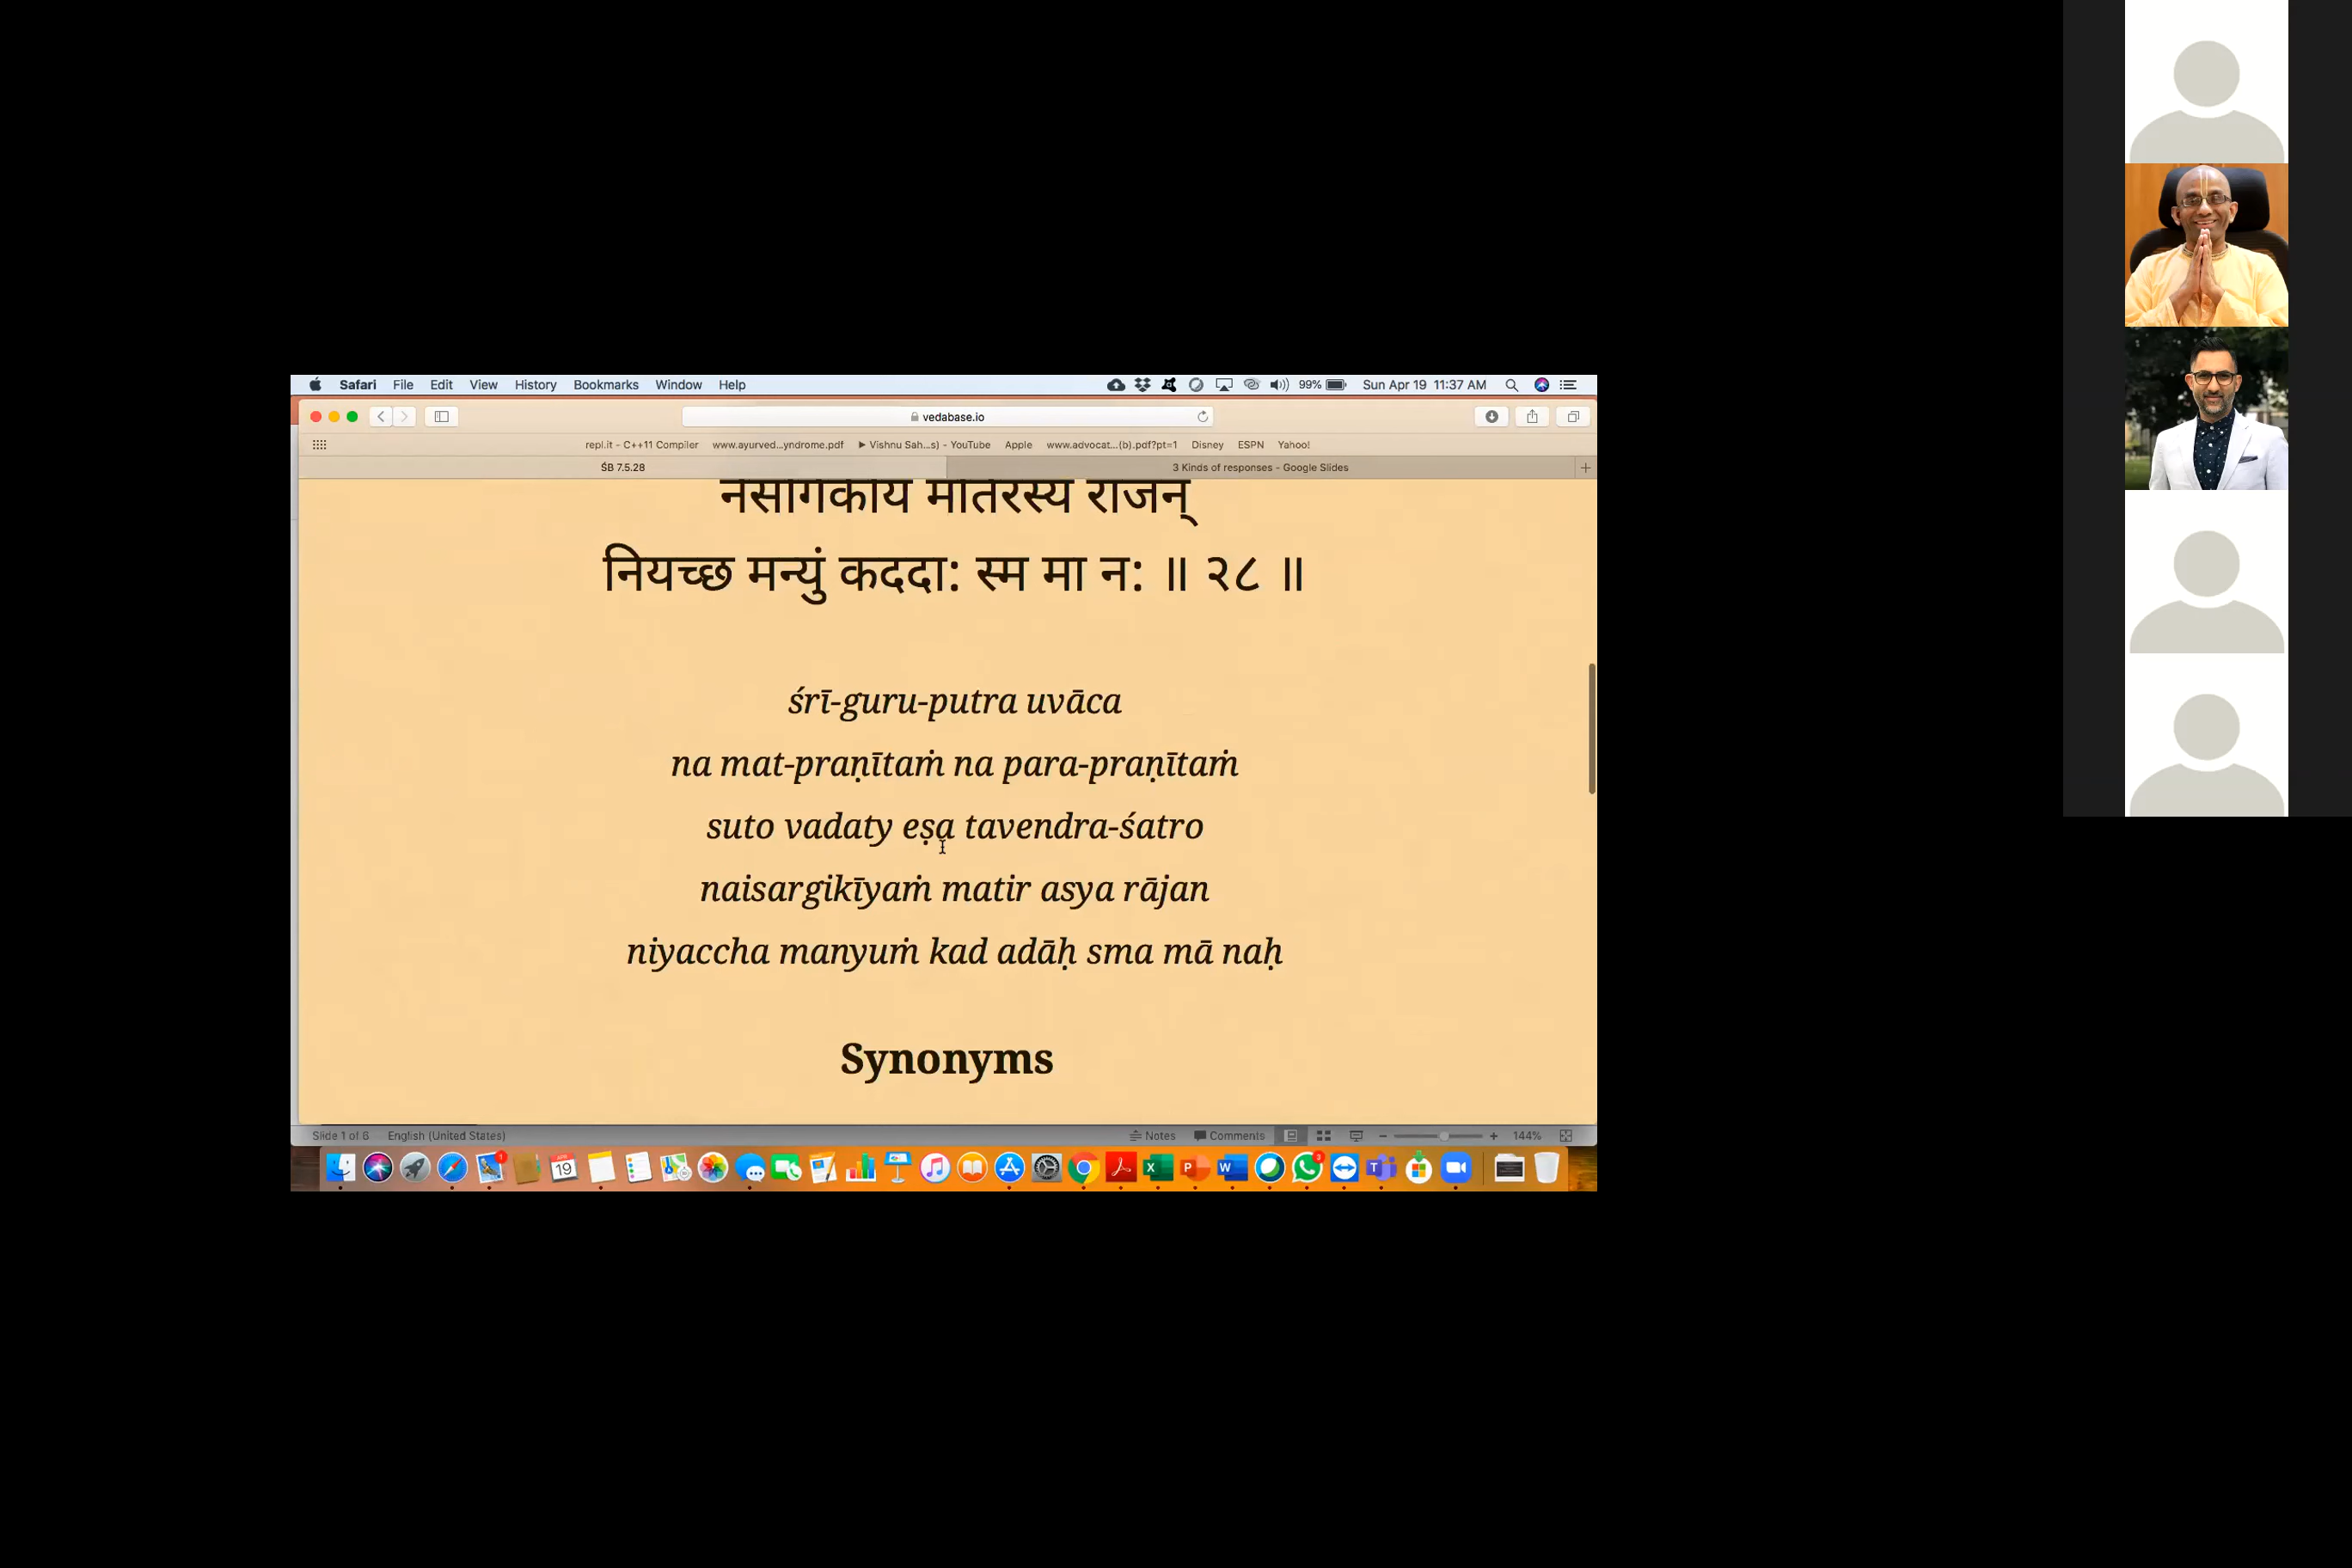 Safari File Edit View History Bookmarks Window Help 99% Sun Apr 19 11:37 AM
vedabase.io
repl.it - C++11 Compiler www.ayurved...yndrome.pdf ▶ Vishnu Sah...s) - YouTube Apple www.advocat...(b).pdf?pt=1 Disney ESPN Yahoo!
ŚB 7.5.28 3 Kinds of responses - Google Slides
राजन्
नियच्छ मन्युं कददा: स्म मा न: ॥ २८ ॥
śrī-guru-putra uvāca
na mat-praṇītaṁ na para-praṇītaṁ
suto vadaty eṣa tavendra-śatro
naisargikīyaṁ matir asya rājan
niyaccha manyuṁ kad adāḥ sma mā naḥ
Synonyms
Slide 1 of 6 English (United States) Notes Comments 144%
19